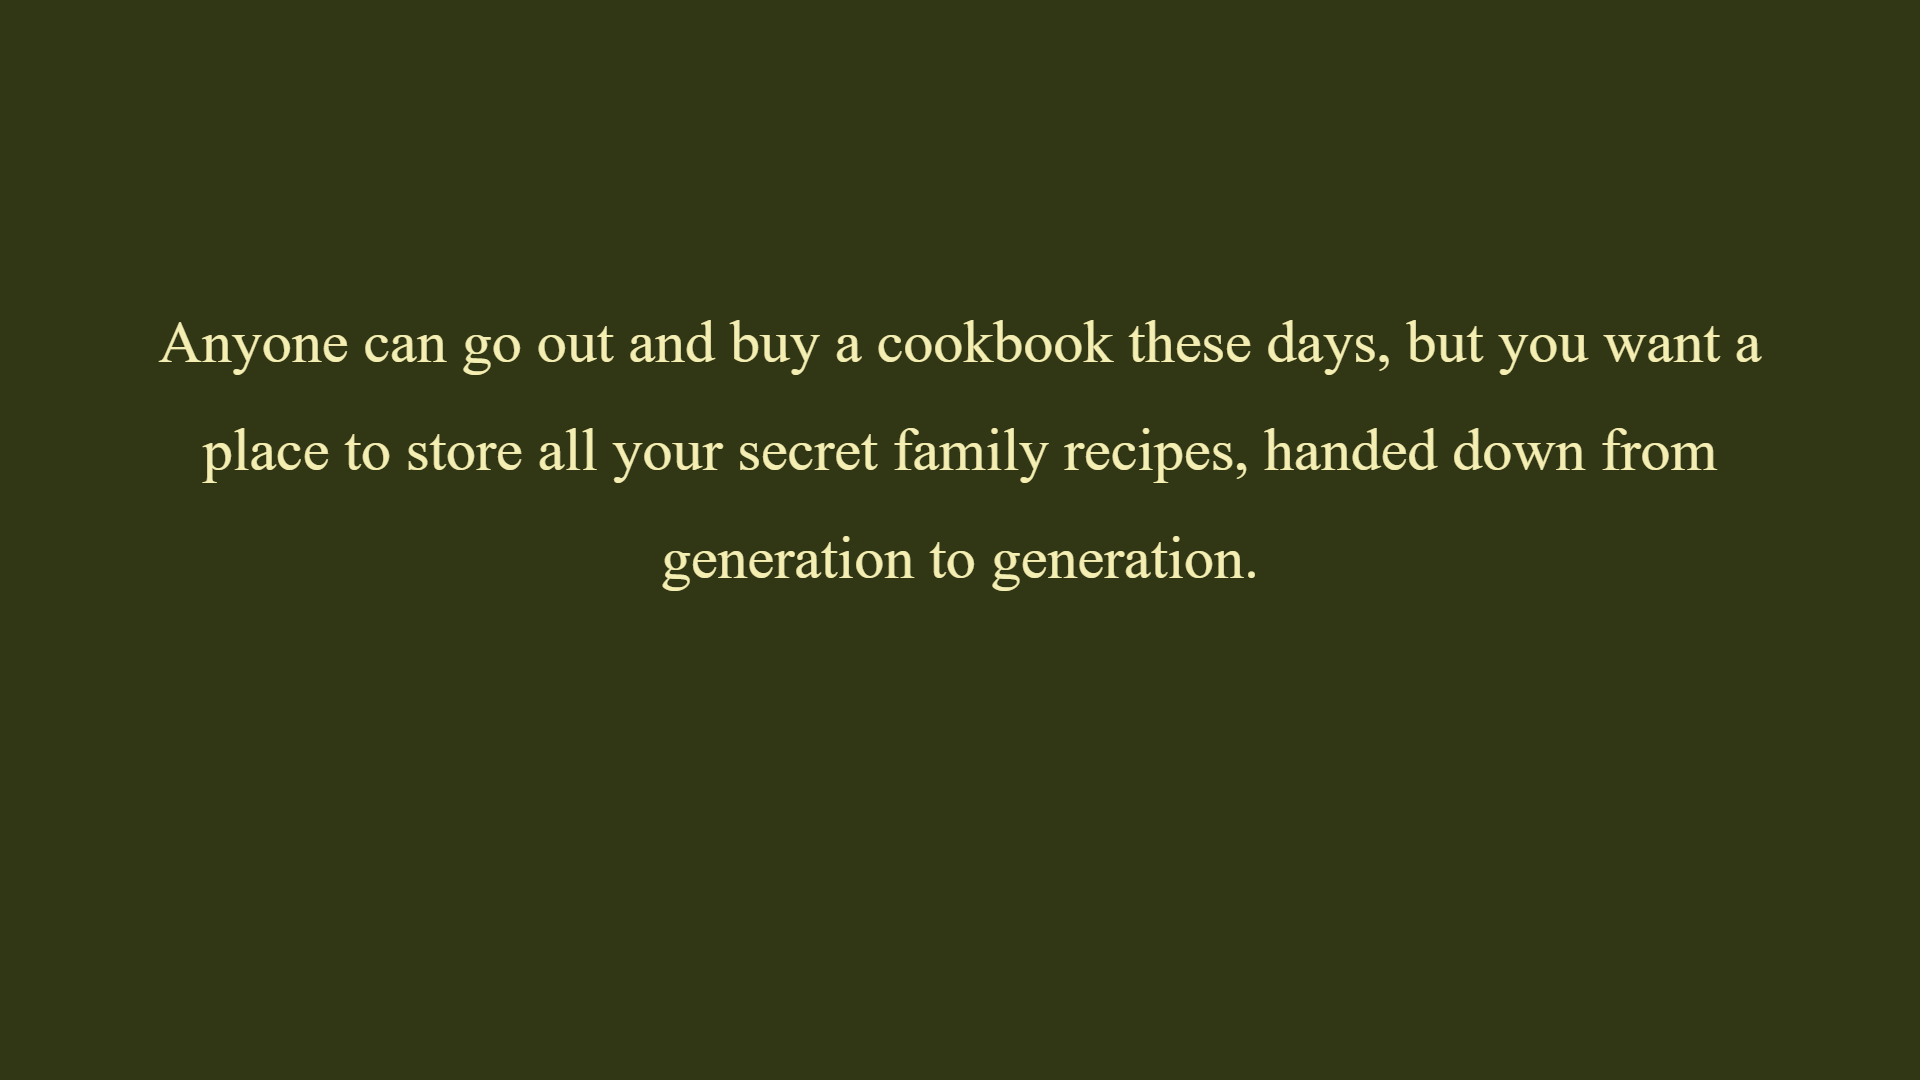 Anyone can go out and buy a cookbook these days, but you want a
place to store all your secret family recipes, handed down from
generation to generation.